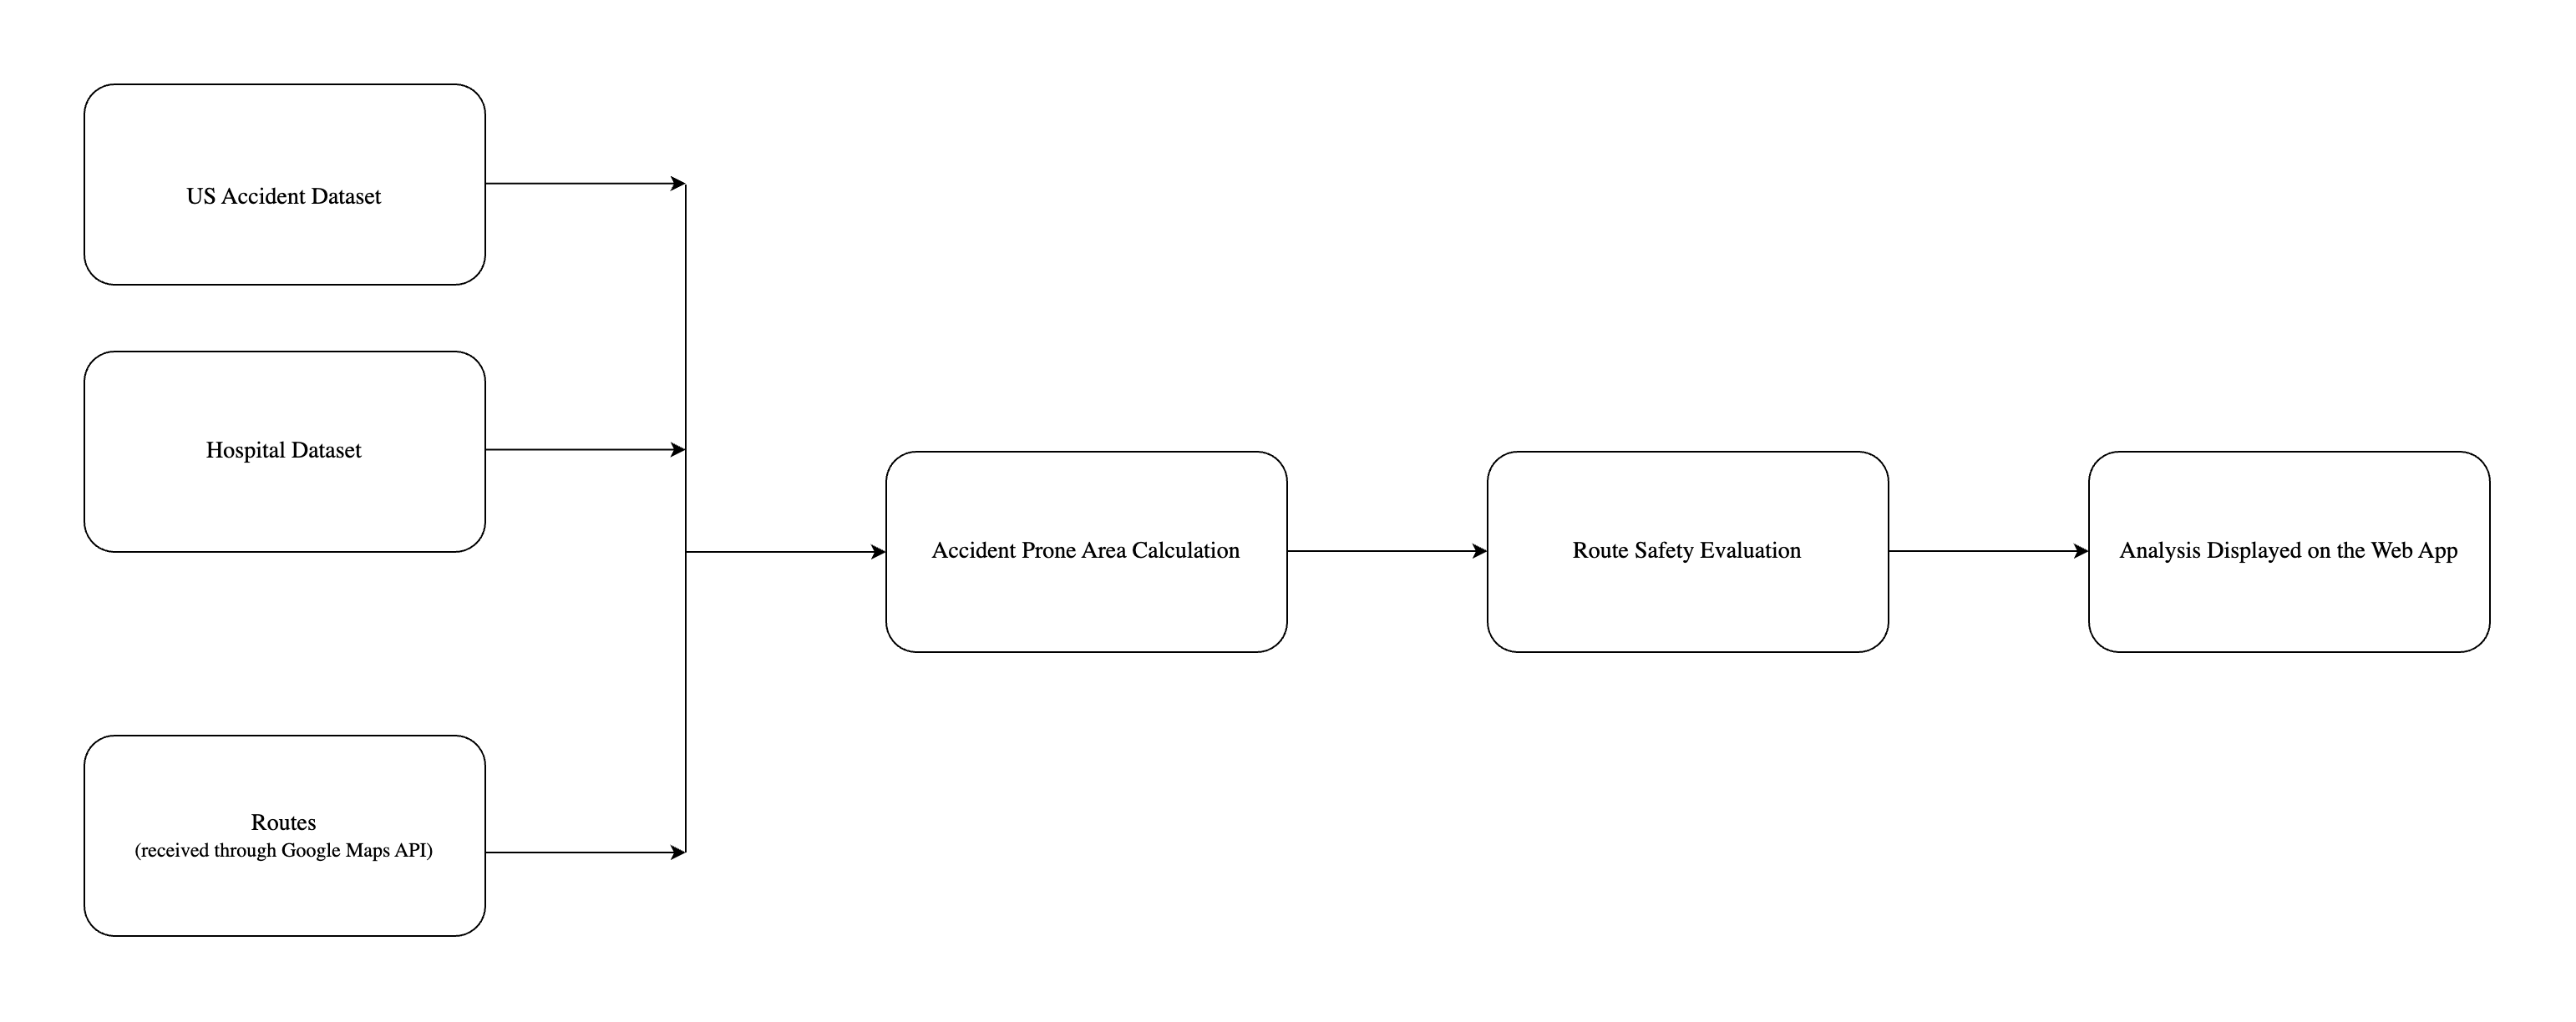 US Accident Dataset
Hospital Dataset
Routes
(received through Google Maps API)
Accident Prone Area Calculation
Route Safety Evaluation
Analysis Displayed on the Web App